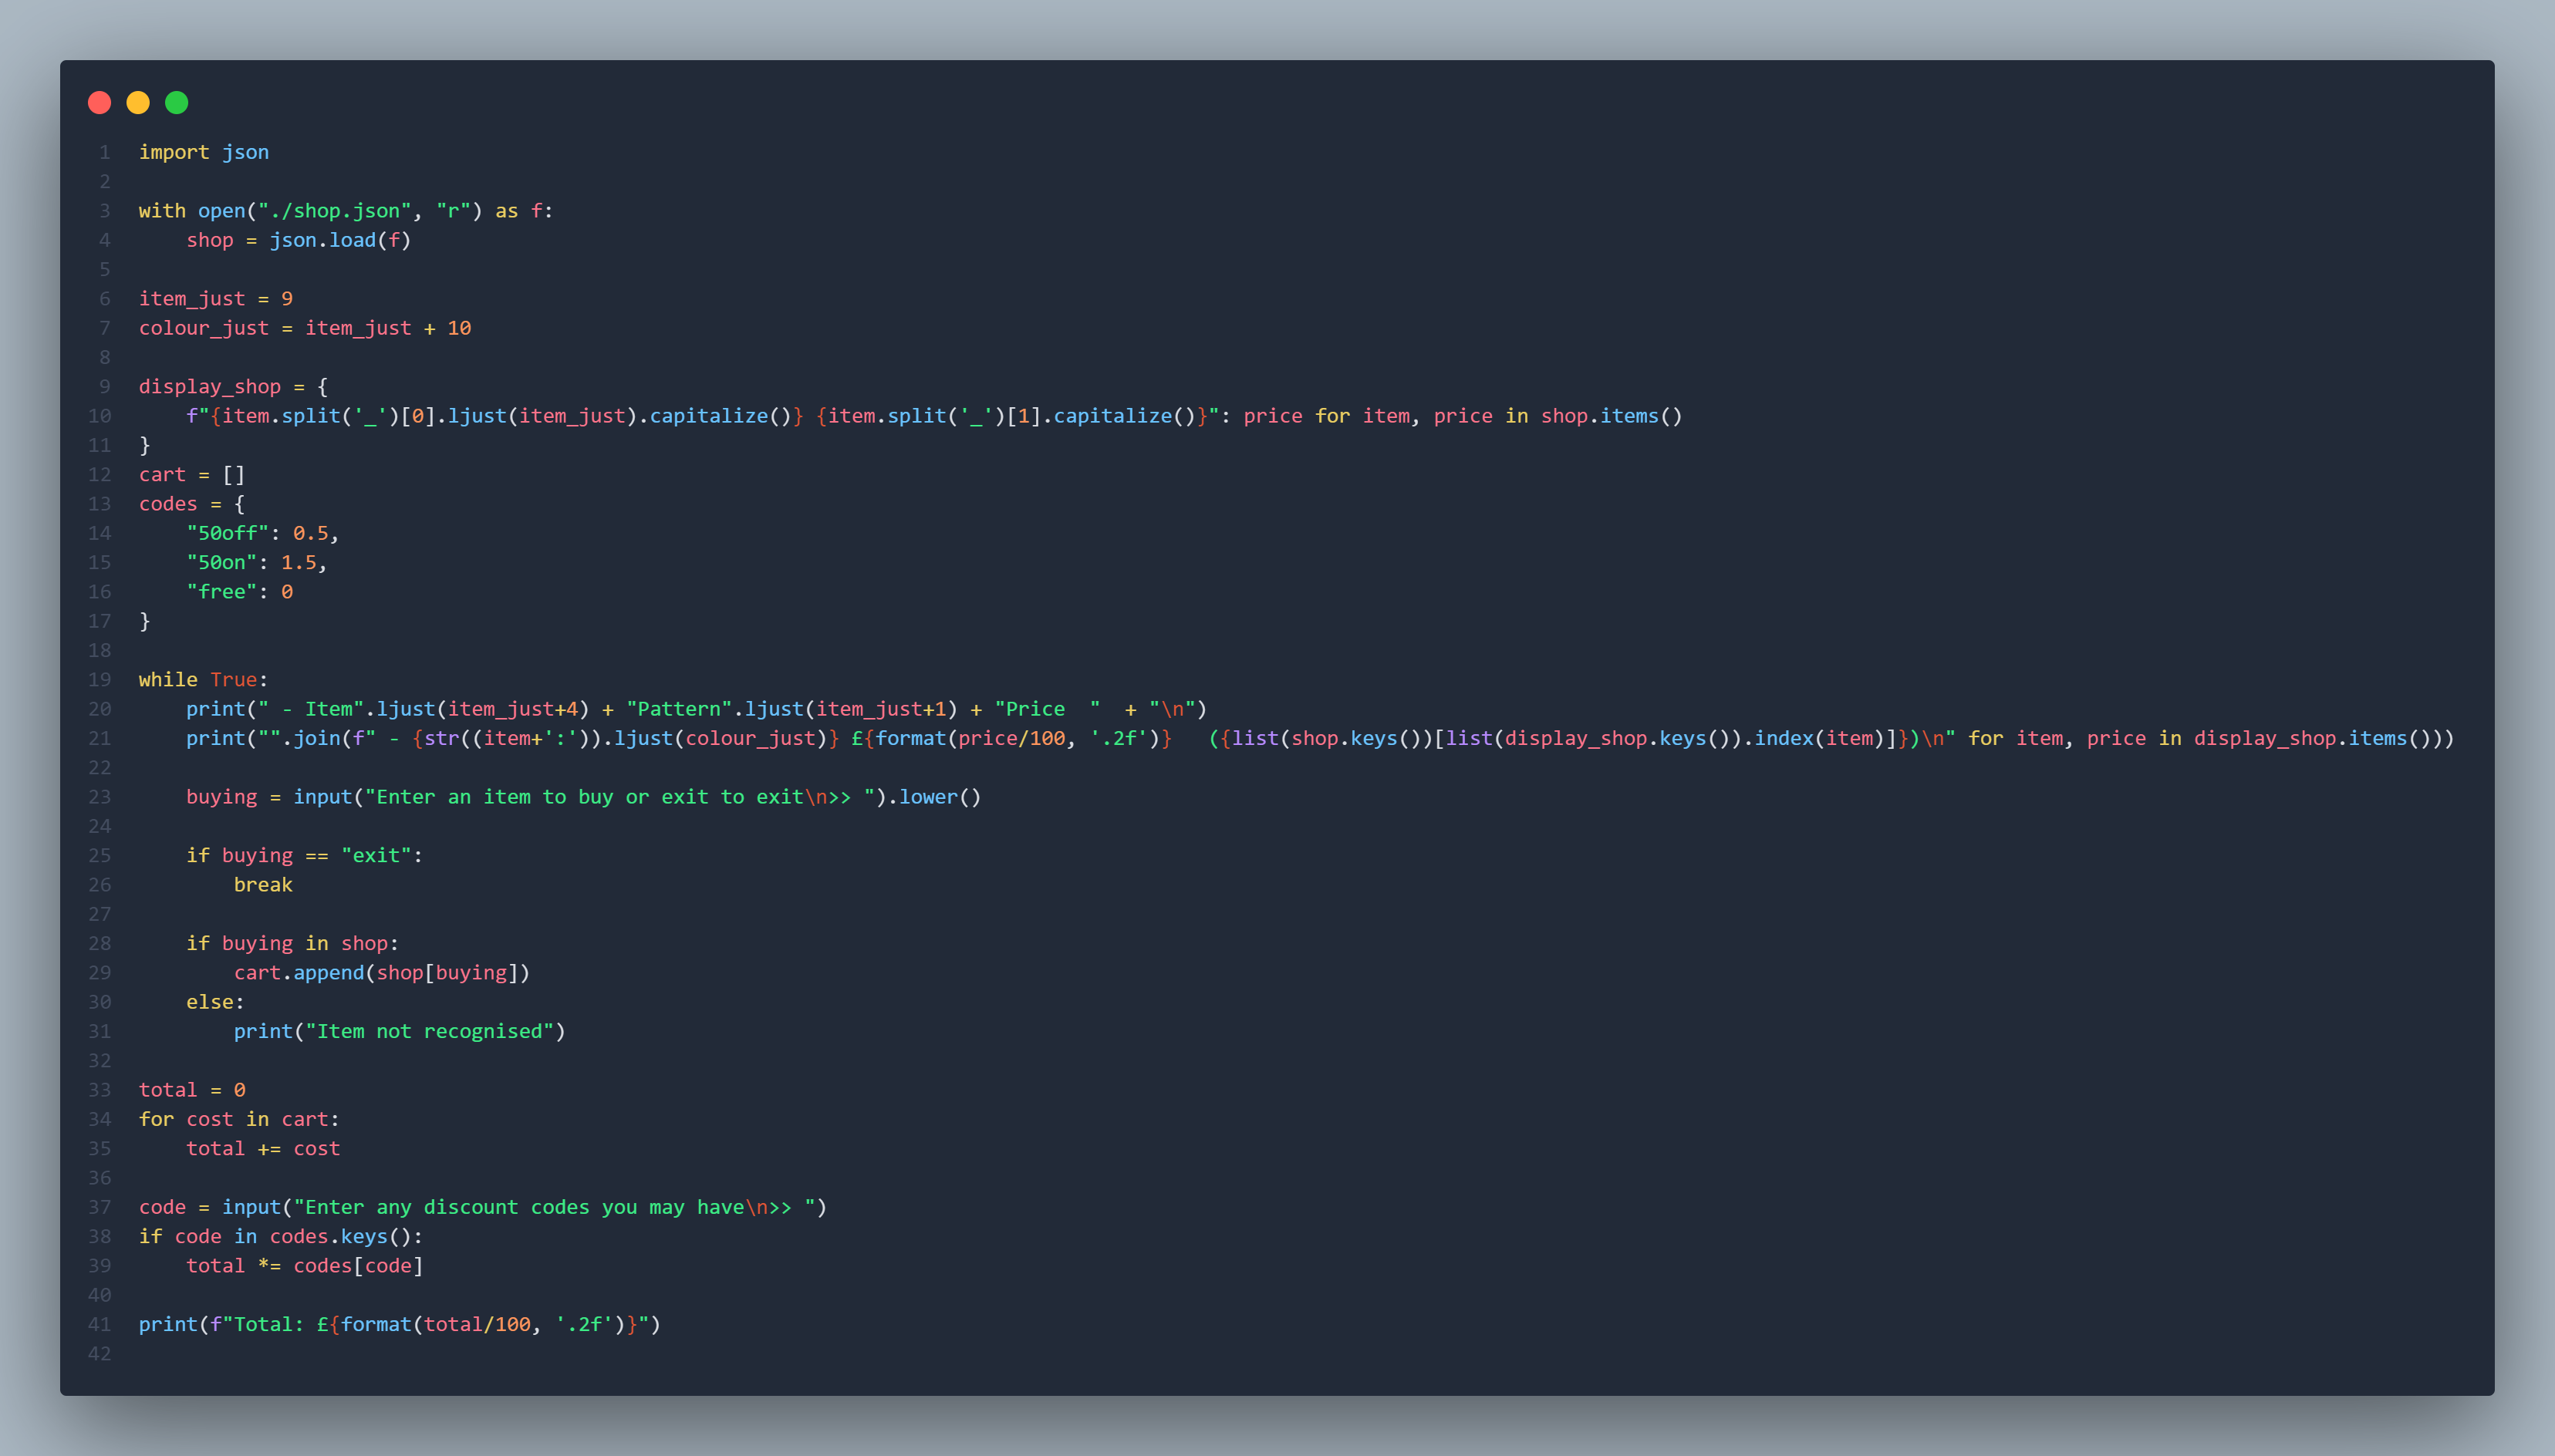 1 import json
2
3 with open("./shop.json", "r") as f:
4     shop = json.load(f)
5
6 item_just = 9
7 colour_just = item_just + 10
8
9 display_shop = {
10     f"{item.split('_')[0].ljust(item_just).capitalize()} {item.split('_')[1].capitalize()}": price for item, price in shop.items()
11 }
12 cart = []
13 codes = {
14     "50off": 0.5,
15     "50on": 1.5,
16     "free": 0
17 }
18
19 while True:
20     print(" - Item".ljust(item_just+4) + "Pattern".ljust(item_just+1) + "Price  "  + "\n")
21     print("".join(f" - {str((item+':')).ljust(colour_just)} £{format(price/100, '.2f')}   ({list(shop.keys())[list(display_shop.keys()).index(item)]})\n" for item, price in display_shop.items()))
22
23     buying = input("Enter an item to buy or exit to exit\n>> ").lower()
24
25     if buying == "exit":
26         break
27
28     if buying in shop:
29         cart.append(shop[buying])
30     else:
31         print("Item not recognised")
32
33 total = 0
34 for cost in cart:
35     total += cost
36
37 code = input("Enter any discount codes you may have\n>> ")
38 if code in codes.keys():
39     total *= codes[code]
40
41 print(f"Total: £{format(total/100, '.2f')}")
42